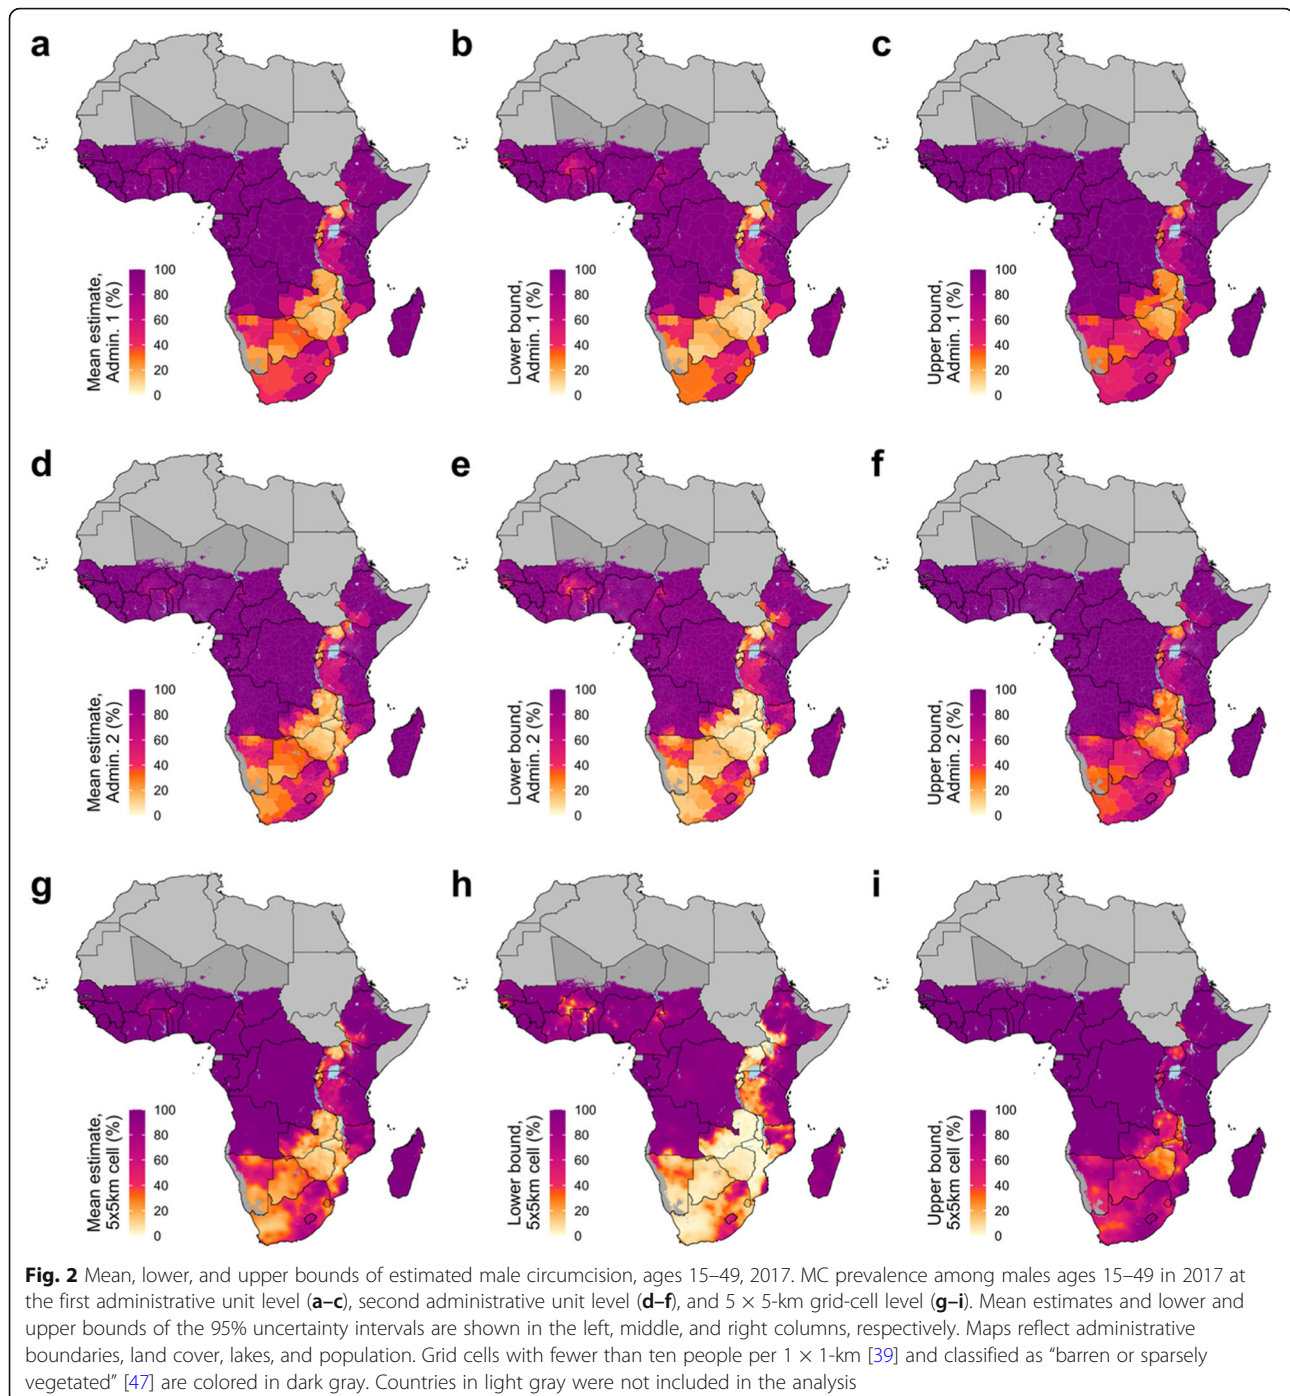 a
b
c
Mean estimate,
Admin. 1 (%)
100
80
60
40
20
0
Lower bound,
Admin. 1 (%)
100
80
60
40
20
0
Upper bound,
Admin. 1 (%)
100
80
60
40
20
0
d
e
f
Mean estimate,
Admin. 2 (%)
100
80
60
40
20
0
Lower bound,
Admin. 2 (%)
100
80
60
40
20
0
Upper bound,
Admin. 2 (%)
100
80
60
40
20
0
g
h
i
Mean estimate,
5x5km cell (%)
100
80
60
40
20
0
Lower bound,
5x5km cell (%)
100
80
60
40
20
0
Upper bound,
5x5km cell (%)
100
80
60
40
20
0
Fig. 2 Mean, lower, and upper bounds of estimated male circumcision, ages 15–49, 2017. MC prevalence among males ages 15–49 in 2017 at
the first administrative unit level (a–c), second administrative unit level (d–f), and 5 × 5-km grid-cell level (g–i). Mean estimates and lower and
upper bounds of the 95% uncertainty intervals are shown in the left, middle, and right columns, respectively. Maps reflect administrative
boundaries, land cover, lakes, and population. Grid cells with fewer than ten people per 1 × 1-km [39] and classified as “barren or sparsely
vegetated” [47] are colored in dark gray. Countries in light gray were not included in the analysis